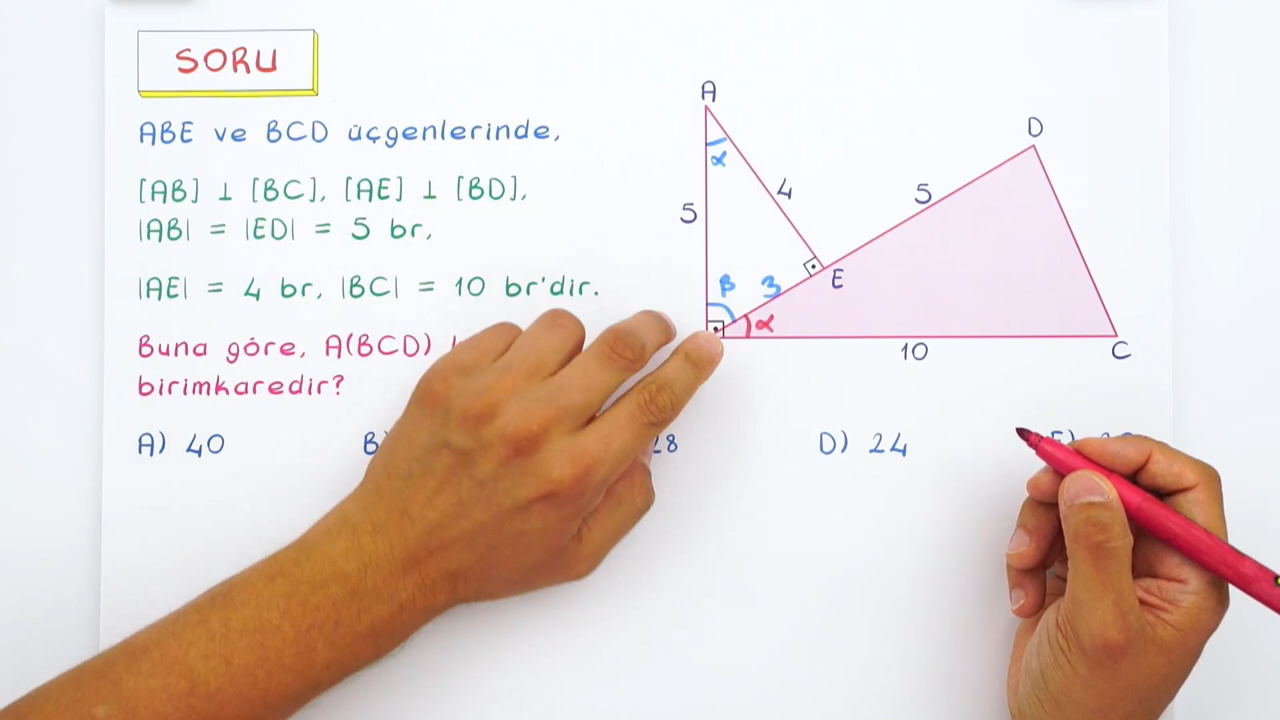 SORU
ABE ve BCD üçgenlerinde,
[AB] ⊥ [BC], [AE] ⊥ [BD],
|AB| = |ED| = 5 br,
|AE| = 4 br, |BC| = 10 br'dir.
Buna göre, A(BCD)
birimkaredir?
A) 40
B)
28
D) 24
E)
A
α
5
4
β
3
E
α
5
D
10
C